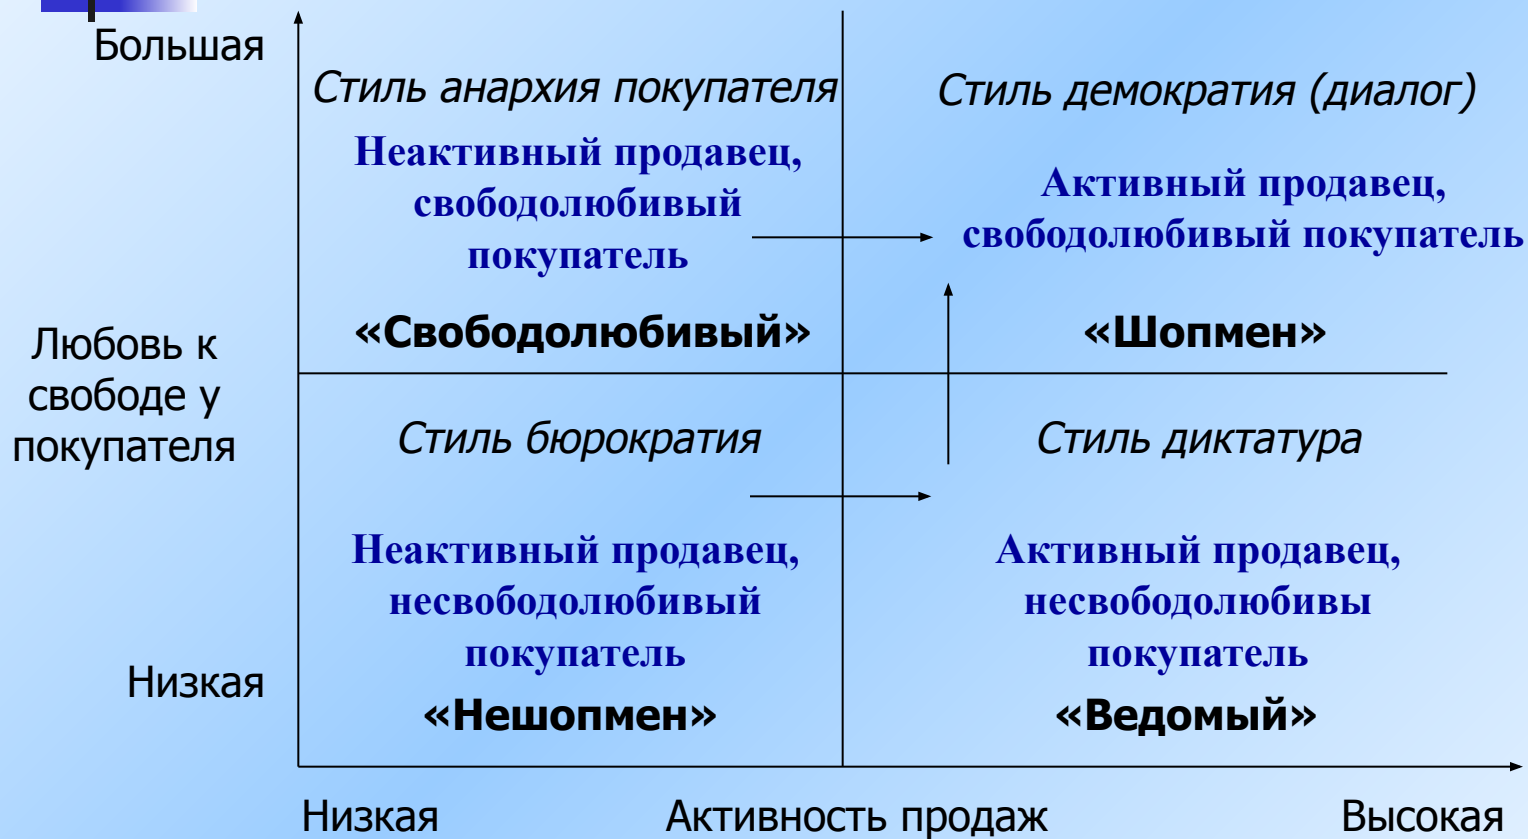 Большая
Стиль анархия покупателя
Неактивный продавец,
свободолюбивый
покупатель
«Свободолюбивый»
Стиль демократия (диалог)
Активный продавец,
свободолюбивый покупатель
«Шопмен»
Любовь к
свободе у
покупателя
Стиль бюрократия
Неактивный продавец,
несвободолюбивый
покупатель
«Нешопмен»
Стиль диктатура
Активный продавец,
несвободолюбивы
покупатель
«Ведомый»
Низкая
Низкая
Активность продаж
Высокая